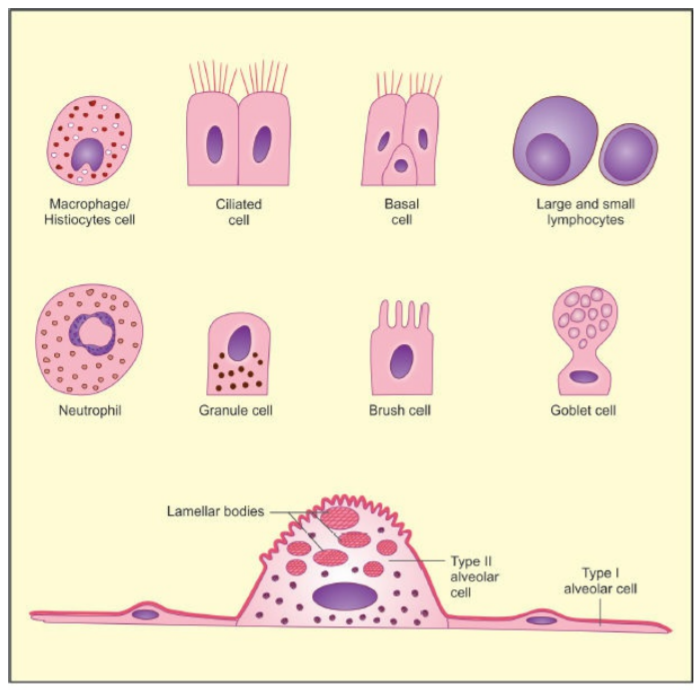 Macrophage/
Histiocytes cell
Ciliated
cell
Basal
cell
Large and small
lymphocytes
Neutrophil
Granule cell
Brush cell
Goblet cell
Lamellar bodies
Type II
alveolar
cell
Type I
alveolar cell